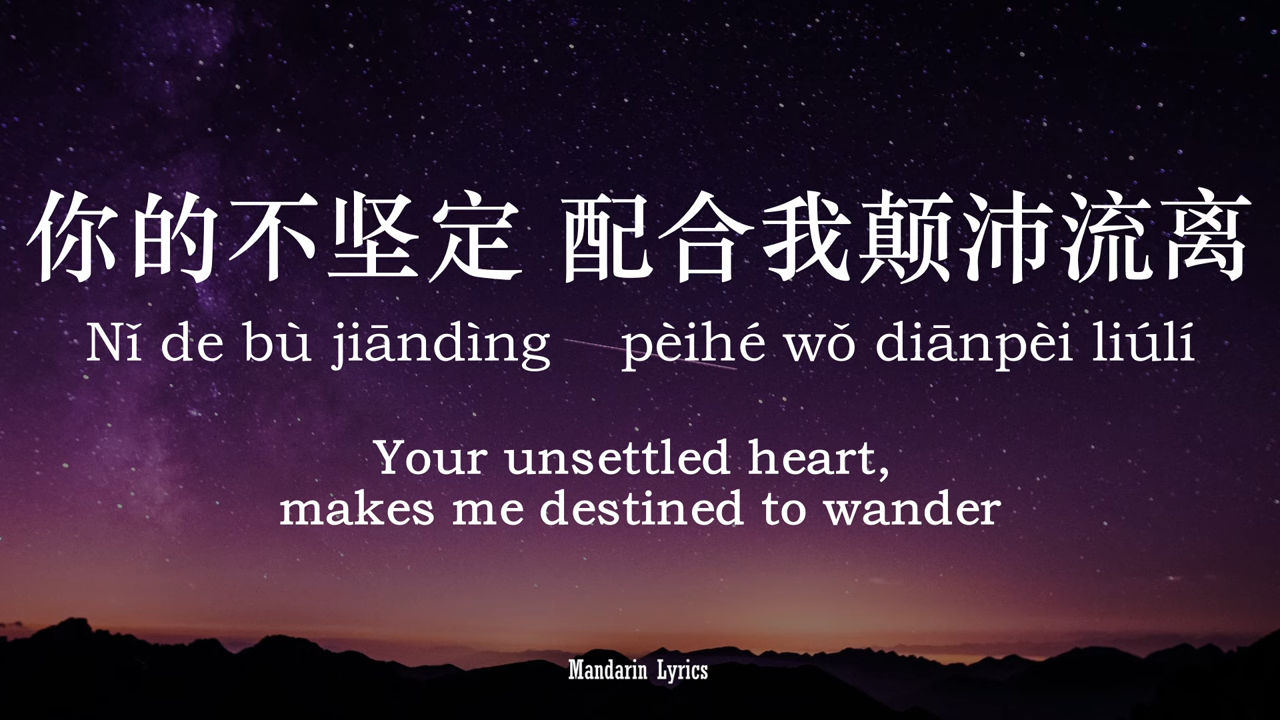 你的不坚定 配合我颠沛流离
Nǐ de bù jiāndìng pèihé wǒ diānpèi liúlí
Your unsettled heart,
makes me destined to wander
Mandarin Lyrics